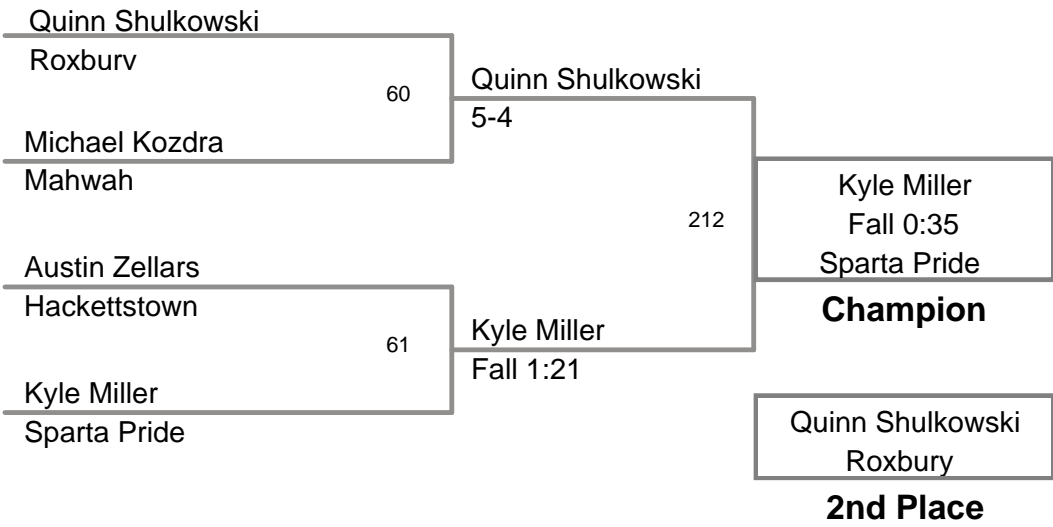 Quinn Shulkowski
Roxburv
60
Quinn Shulkowski
5-4
Michael Kozdra
Mahwah
212
Kyle Miller
Fall 0:35
Sparta Pride
Champion
Austin Zellars
Hackettstown
61
Kyle Miller
Fall 1:21
Kyle Miller
Sparta Pride
Quinn Shulkowski
Roxbury
2nd Place